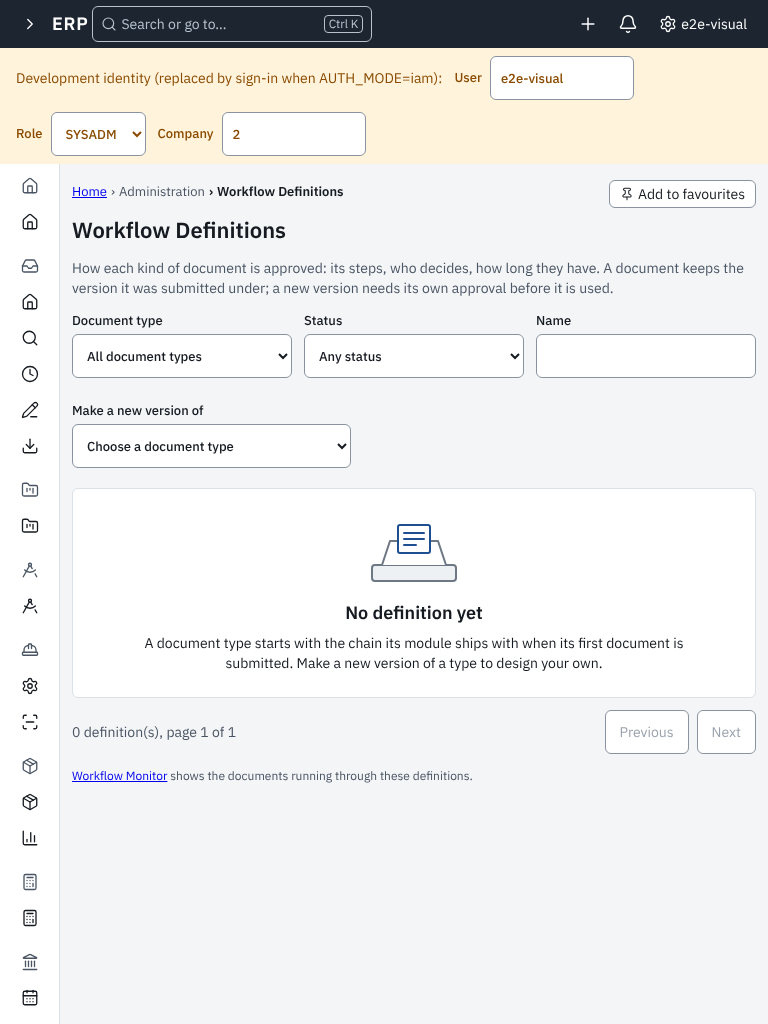 ERP
Search or go to...
Ctrl K
e2e-visual
Development identity (replaced by sign-in when AUTH_MODE=iam):
User
e2e-visual
Role
SYSADM
Company
2
Home › Administration › Workflow Definitions
Add to favourites
Workflow Definitions
How each kind of document is approved: its steps, who decides, how long they have. A document keeps the
version it was submitted under; a new version needs its own approval before it is used.
Document type
Status
Name
All document types
Any status
Make a new version of
Choose a document type
No definition yet
A document type starts with the chain its module ships with when its first document is
submitted. Make a new version of a type to design your own.
0 definition(s), page 1 of 1
Previous
Next
Workflow Monitor shows the documents running through these definitions.